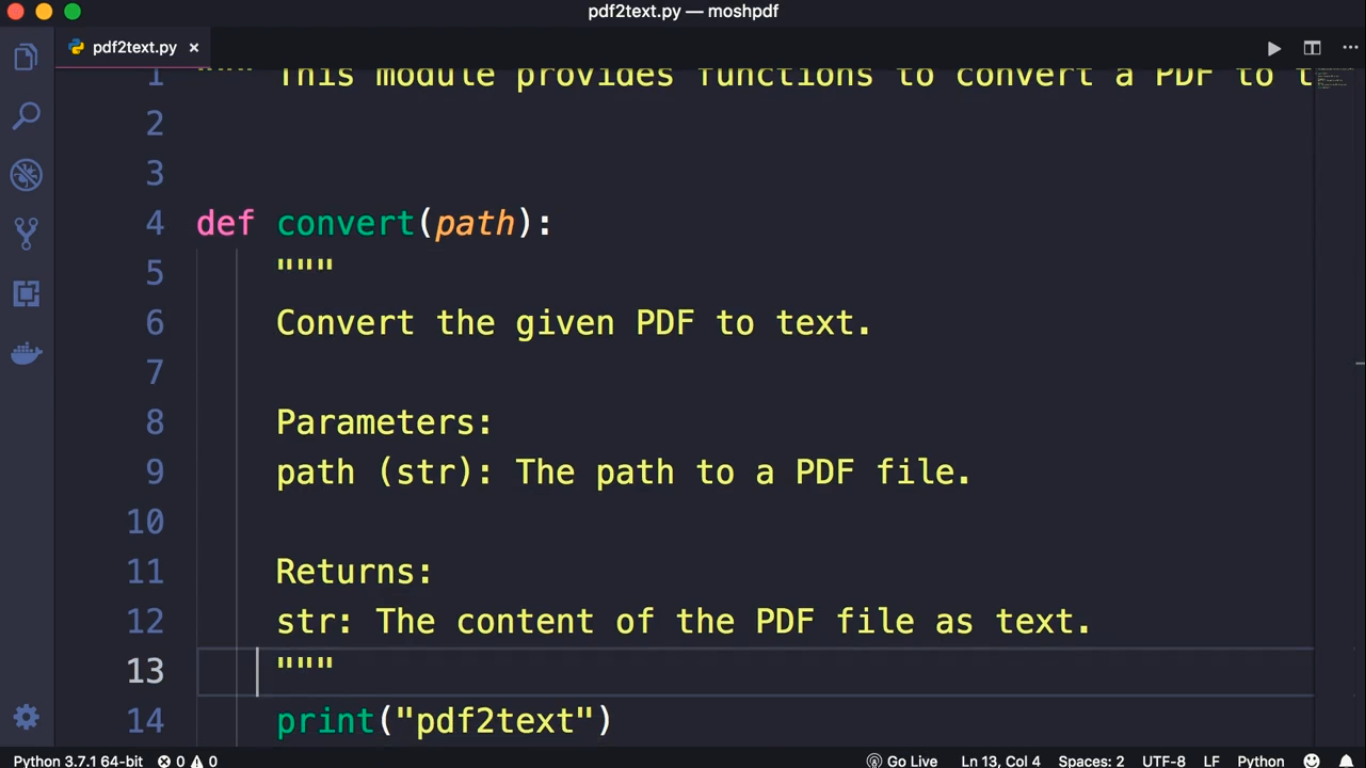 pdf2text.py — moshpdf
pdf2text.py ×
1 """ This module provides functions to convert a PDF to t
2
3
4 def convert(path):
5 """
6 Convert the given PDF to text.
7
8 Parameters:
9 path (str): The path to a PDF file.
10
11 Returns:
12 str: The content of the PDF file as text.
13 """
14 print("pdf2text")
Python 3.7.1 64-bit 0 0 Go Live Ln 13, Col 4 Spaces: 2 UTF-8 LF Python